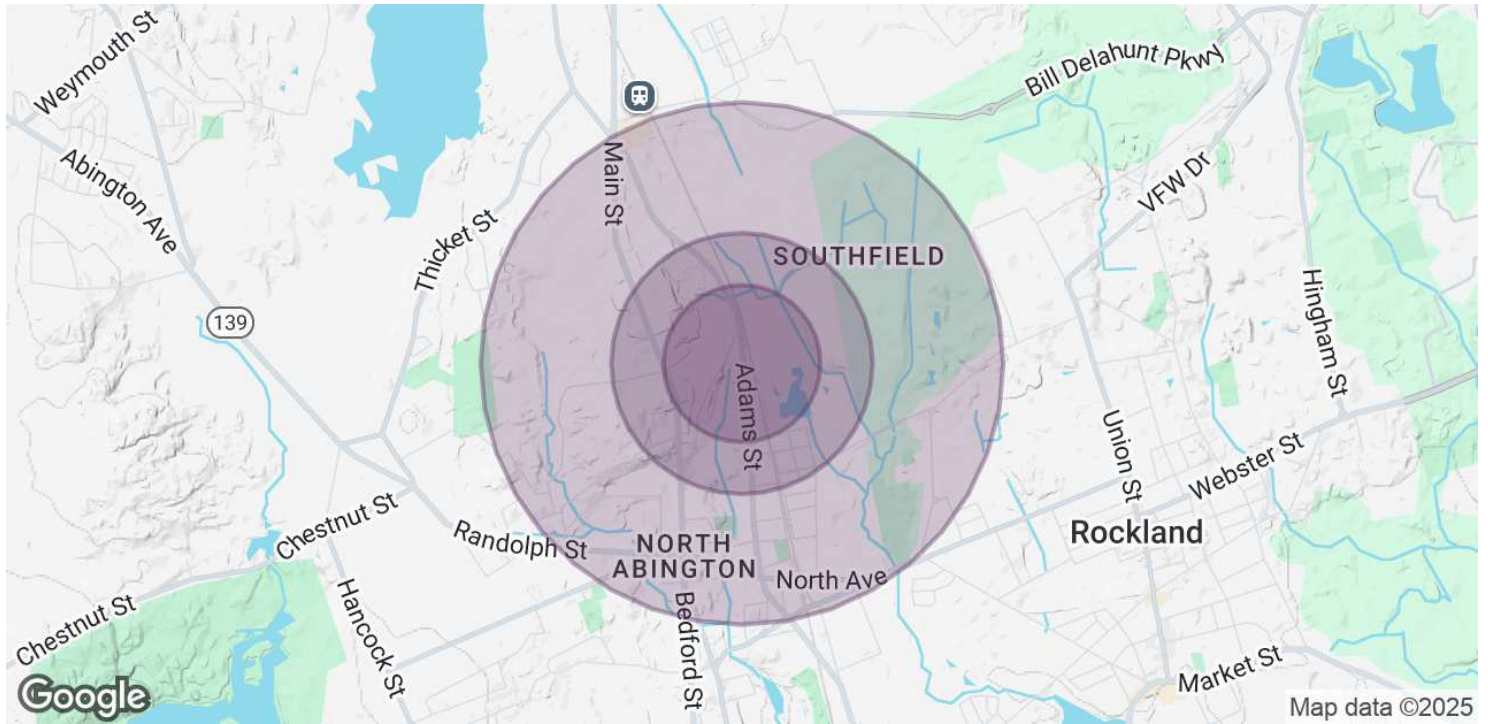 Weymouth St
Bill Delahunt Pkwy
Abington Ave
Main St
VFW Dr
Thicket St
SOUTHFIELD
Hingham St
139
Adams St
Union St
Webster St
Chestnut St
Randolph St
NORTH
ABINGTON
Rockland
North Ave
Chestnut St
Hancock St
Bedford St
Market St
Google
Map data ©2025